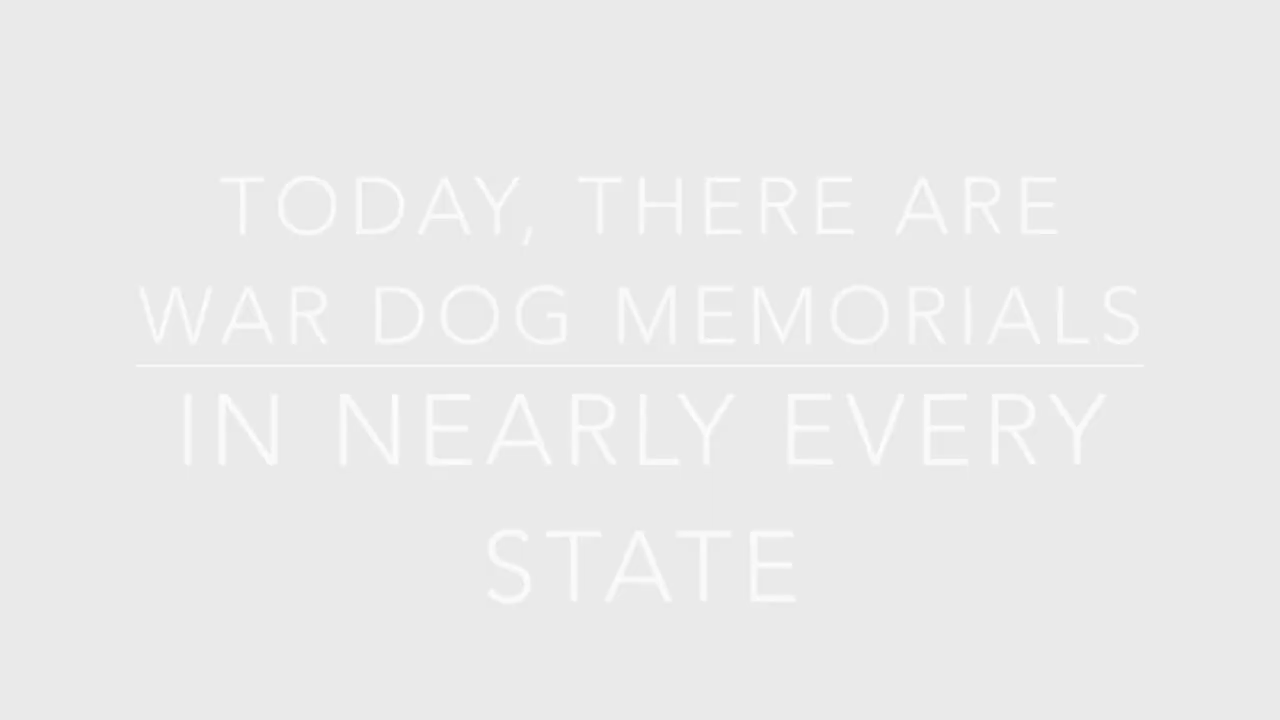 TODAY, THERE ARE
WAR DOG MEMORIALS
IN NEARLY EVERY
STATE